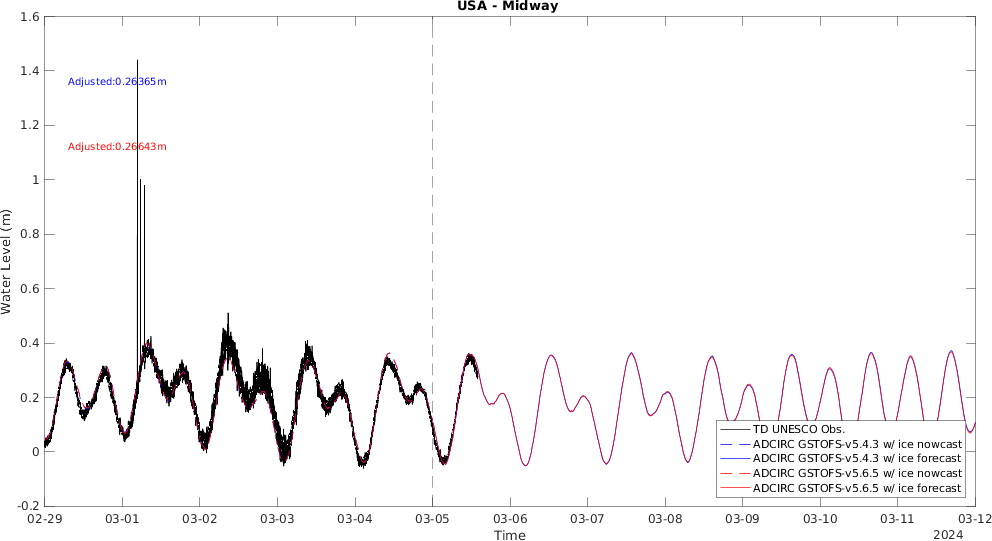 USA - Midway
1.6
1.4
1.2
1
0.8
0.6
0.4
0.2
0
-0.2
Water Level (m)
Adjusted:0.26365m
Adjusted:0.26643m
TD UNESCO Obs.
ADCIRC GSTOFS-v5.4.3 w/ ice nowcast
ADCIRC GSTOFS-v5.4.3 w/ ice forecast
ADCIRC GSTOFS-v5.6.5 w/ ice nowcast
ADCIRC GSTOFS-v5.6.5 w/ ice forecast
02-29 03-01 03-02 03-03 03-04 03-05 03-06 03-07 03-08 03-09 03-10 03-11 03-12
Time
2024